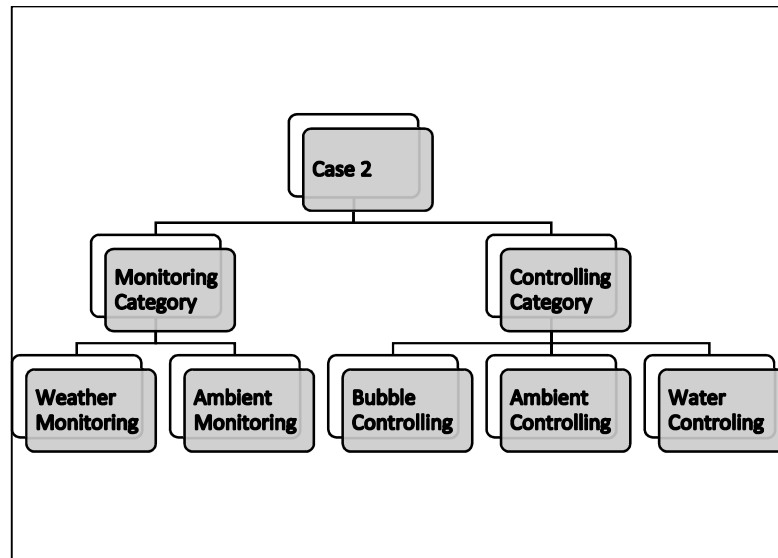 Case 2
Monitoring
Category
Controlling
Category
Weather
Monitoring
Ambient
Monitoring
Bubble
Controlling
Ambient
Controlling
Water
Controling